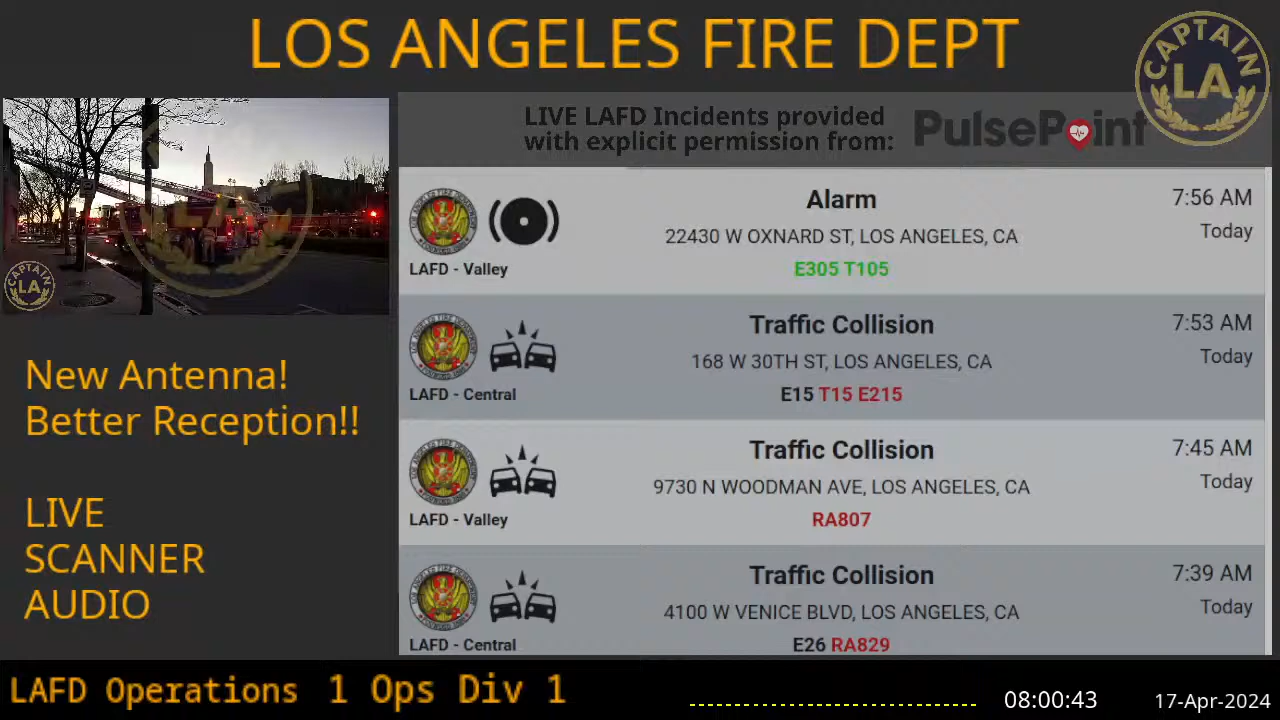 LOS ANGELES FIRE DEPT
CAPTAIN
LA
LIVE LAFD Incidents provided
with explicit permission from:
PulsePoint
LA
CAPTAIN
LA
New Antenna!
Better Reception!!
LIVE
SCANNER
AUDIO
Alarm
7:56 AM
22430 W OXNARD ST, LOS ANGELES, CA
Today
LAFD - Valley
E305 T105
Traffic Collision
7:53 AM
168 W 30TH ST, LOS ANGELES, CA
Today
LAFD - Central
E15 T15 E215
Traffic Collision
7:45 AM
9730 N WOODMAN AVE, LOS ANGELES, CA
Today
LAFD - Valley
RA807
Traffic Collision
7:39 AM
4100 W VENICE BLVD, LOS ANGELES, CA
Today
LAFD - Central
E26 RA829
LAFD Operations 1 Ops Div 1
08:00:43
17-Apr-2024